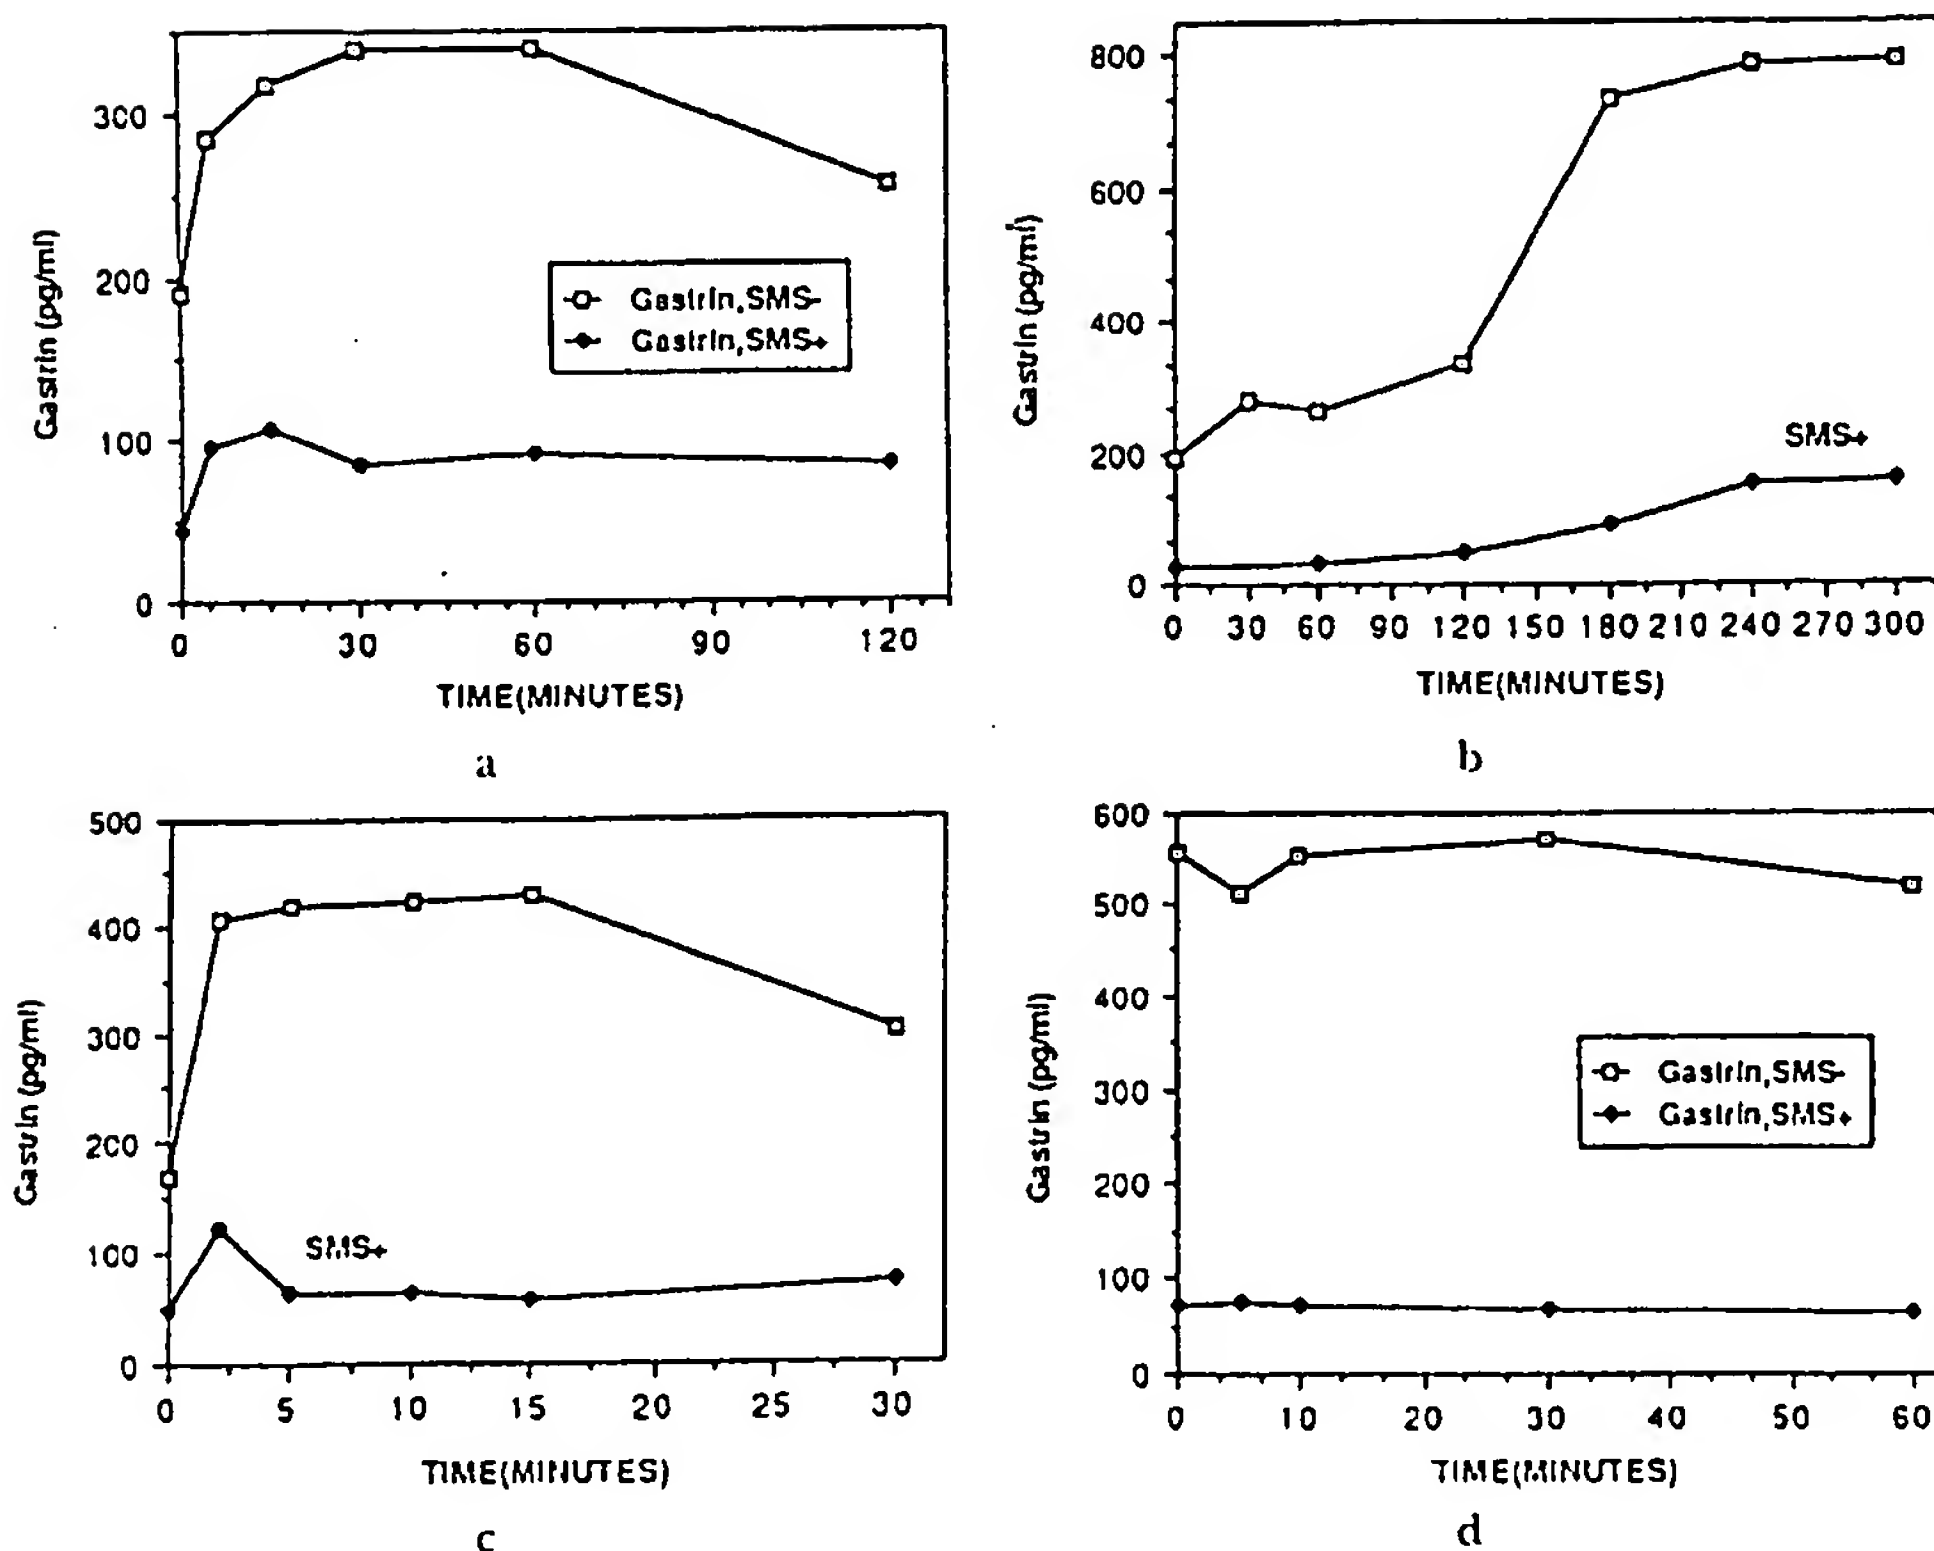 300
200
100
0
0 30 60 90 120
Gastrin (pg/ml)
Gastrin,SMS-
Gastrin,SMS+
TIME(MINUTES)
a
800
600
400
200
0
0 30 60 90 120 150 180 210 240 270 300
Gastrin (pg/ml)
SMS+
TIME(MINUTES)
b
500
400
300
200
100
0
0 5 10 15 20 25 30
Gastrin (pg/ml)
SMS+
TIME(MINUTES)
c
600
500
400
300
200
100
0
0 10 20 30 40 50 60
Gastrin (pg/ml)
Gastrin,SMS-
Gastrin,SMS+
TIME(MINUTES)
d